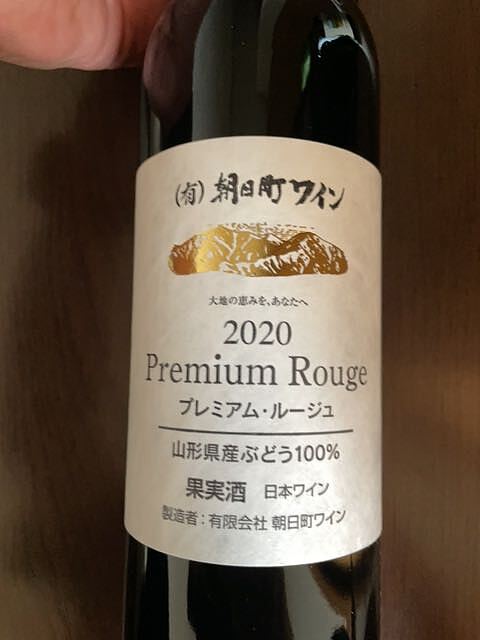 (有)朝日町ワイン
大地の恵みを、あなたへ
2020
Premium Rouge
プレミアム・ルージュ
山形県産ぶどう100%
果実酒 日本ワイン
製造者：有限会社 朝日町ワイン